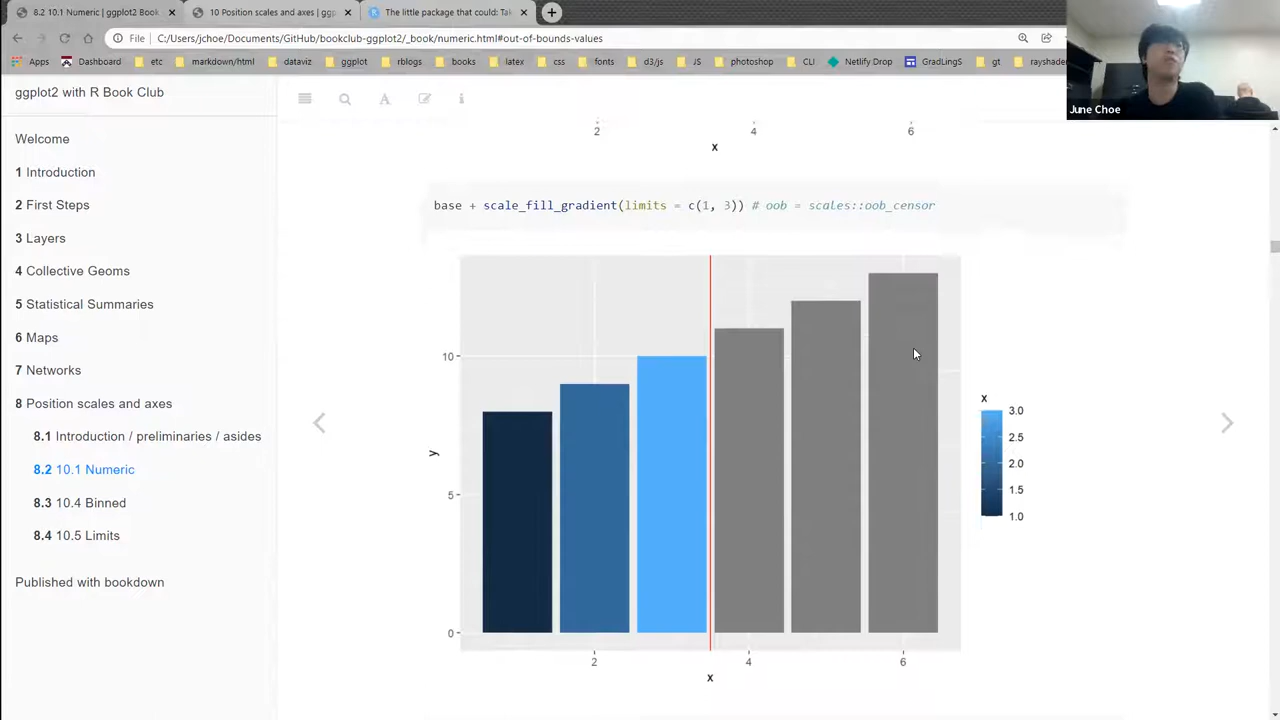 8.2 10.1 Numeric | ggplot2 Book
10 Position scales and axes | ggp
The little package that could: Tak
File
C:/Users/jchoe/Documents/GitHub/bookclub-ggplot2/_book/numeric.html#out-of-bounds-values
Apps
Dashboard
etc
markdown/html
dataviz
ggplot
rblogs
books
latex
css
fonts
d3/js
JS
photoshop
CLI
Netlify Drop
GradLingS
gt
rayshade
June Choe
ggplot2 with R Book Club
Welcome
1 Introduction
2 First Steps
3 Layers
4 Collective Geoms
5 Statistical Summaries
6 Maps
7 Networks
8 Position scales and axes
8.1 Introduction / preliminaries / asides
8.2 10.1 Numeric
8.3 10.4 Binned
8.4 10.5 Limits
Published with bookdown
2 4 6
x
base + scale_fill_gradient(limits = c(1, 3)) # oob = scales::oob_censor
10
5
0
y
2 4 6
x
x
3.0
2.5
2.0
1.5
1.0